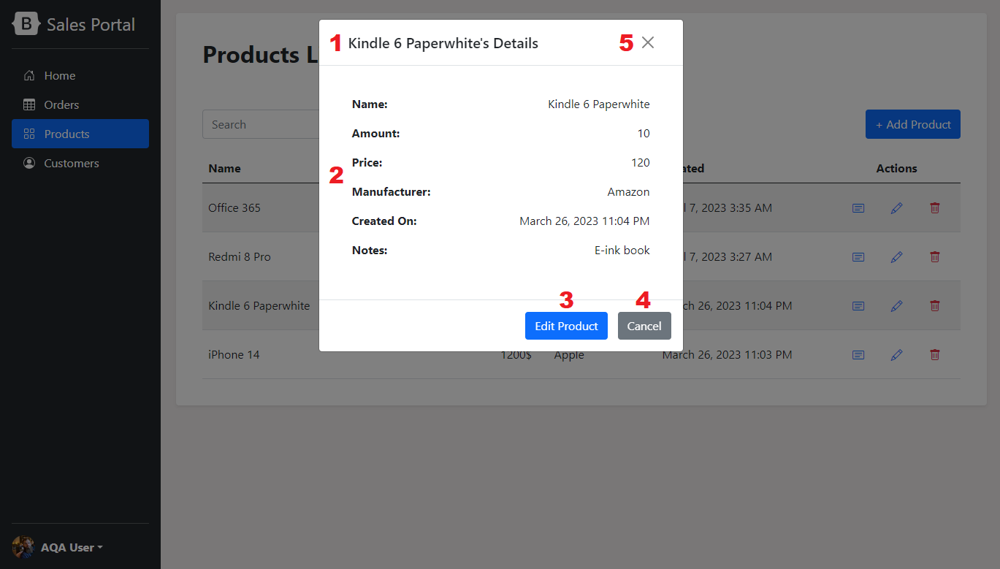 B Sales Portal
Home
Orders
Products
Customers
AQA User
Products L
Search
+ Add Product
Name
ated
Actions
Office 365
l 7, 2023 3:35 AM
Redmi 8 Pro
l 7, 2023 3:27 AM
Kindle 6 Paperwhite
ch 26, 2023 11:04 PM
iPhone 14 1200$ Apple March 26, 2023 11:03 PM
1 Kindle 6 Paperwhite's Details 5
Name: Kindle 6 Paperwhite
Amount: 10
Price: 120
2
Manufacturer: Amazon
Created On: March 26, 2023 11:04 PM
Notes: E-ink book
3 4
Edit Product Cancel